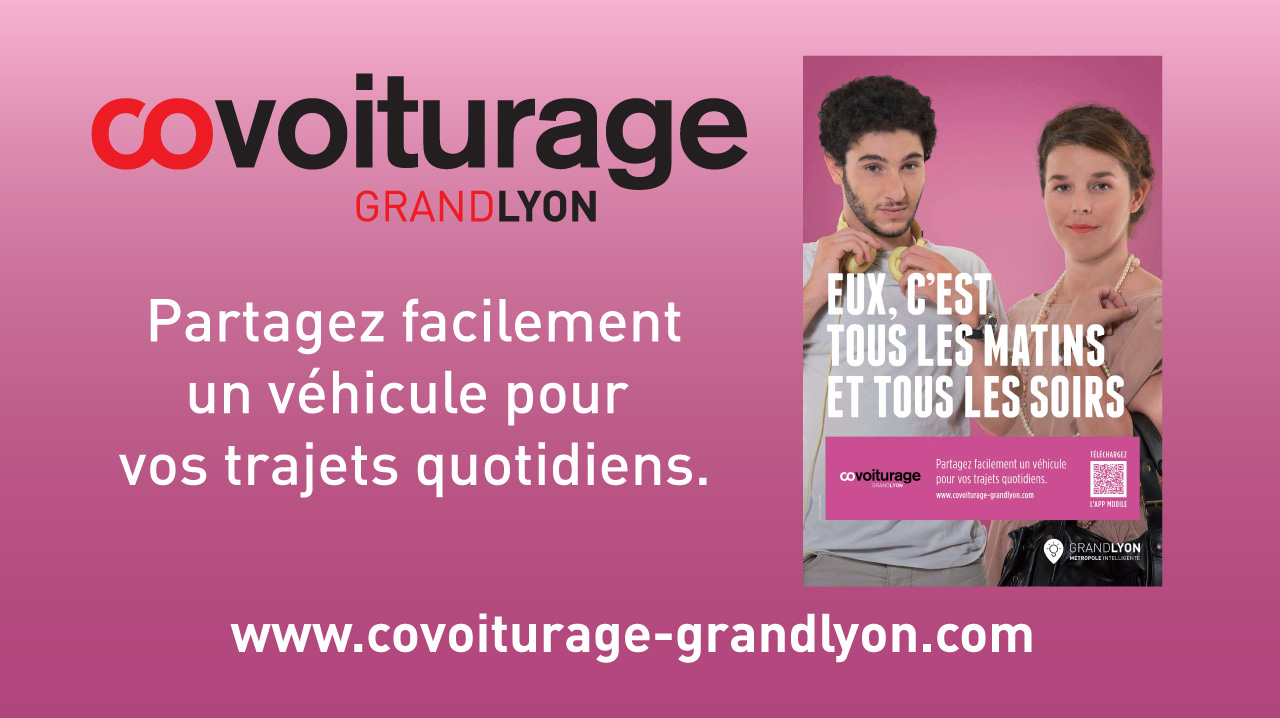 covoiturage
GRANDLYON
Partagez facilement
un véhicule pour
vos trajets quotidiens.
EUX, C'EST
TOUS LES MATINS
ET TOUS LES SOIRS
covoiturage
GRANDLYON
Partagez facilement un véhicule
pour vos trajets quotidiens.
www.covoiturage-grandlyon.com
TÉLÉCHARGEZ
L'APP MOBILE
GRANDLYON
MÉTROPOLE INTELLIGENTE
www.covoiturage-grandlyon.com